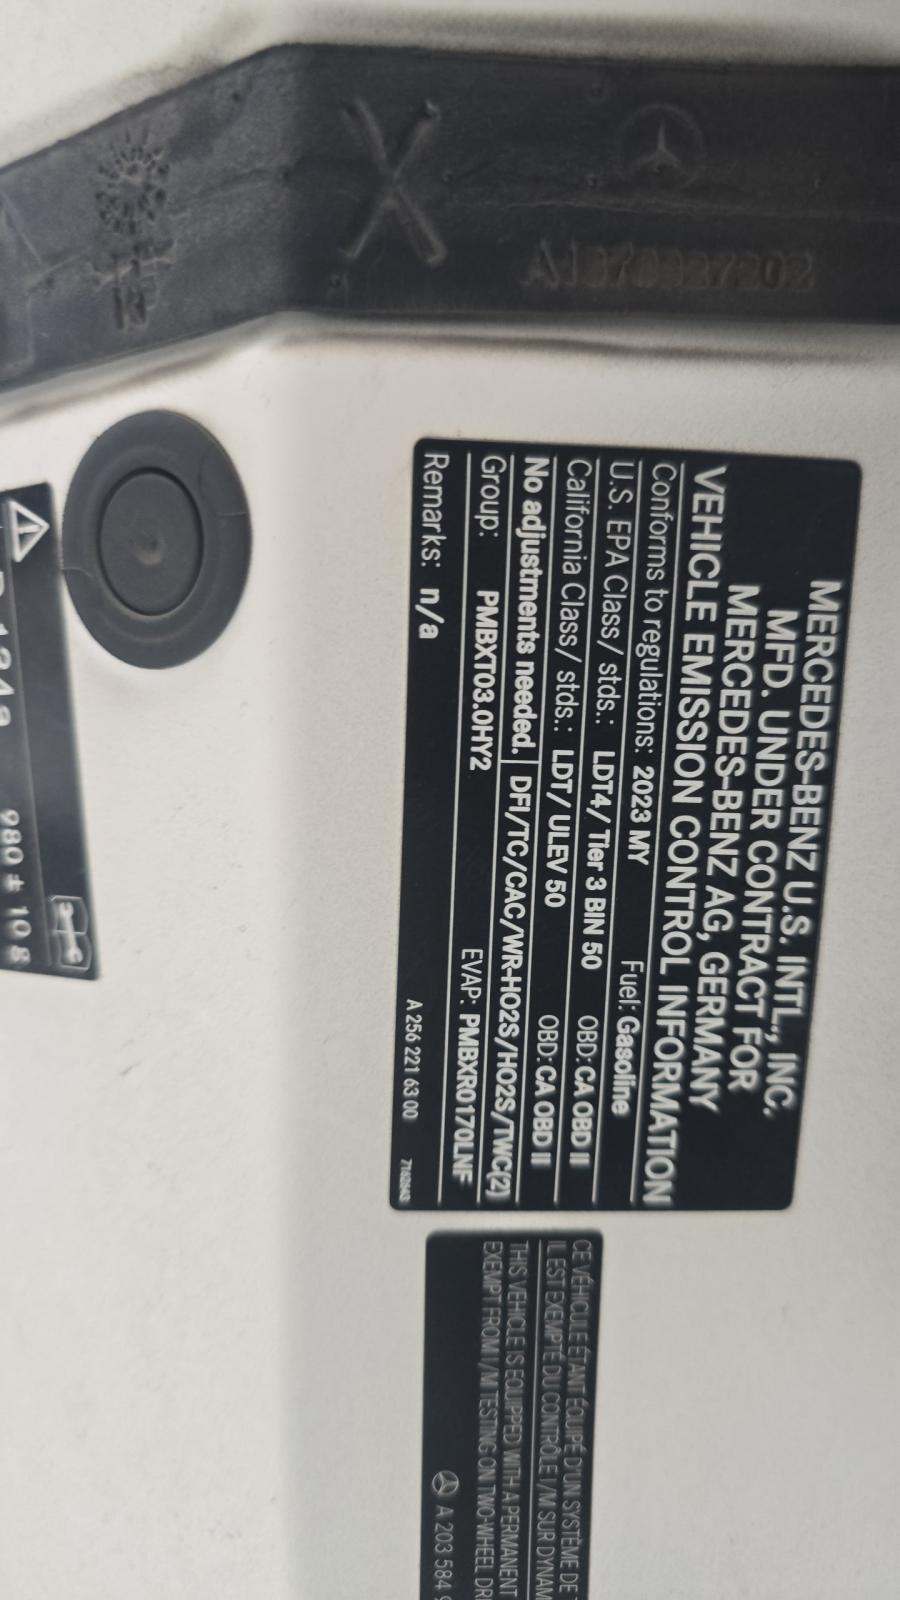 MERCEDES-BENZ U.S. INTL., INC.
MFD. UNDER CONTRACT FOR
MERCEDES-BENZ AG, GERMANY
VEHICLE EMISSION CONTROL INFORMATION
Conforms to regulations: 2023 MY Fuel: Gasoline
U.S. EPA Class/ stds.: LDT4/ Tier 3 BIN 50 OBD: CA OBD II
California Class/ stds.: LDT/ ULEV 50 OBD: CA OBD II
No adjustments needed. DFI/TC/CAC/WR-HO2S/HO2S/TWC(2)
Group: PMBXT03.0HY2 EVAP: PMBXR0170LNF
Remarks: n/a
A 256 221 63 00
CE VÉHICULE ÉTANT ÉQUIPÉ D'UN SYSTÈME DE
IL EST EXEMPTÉ DU CONTRÔLE I/M SUR
THIS VEHICLE IS EQUIPPED WITH A PERMANENT
EXEMPT FROM I/M TESTING ON TWO-WHEEL
A 203 584
980 ± 10 g